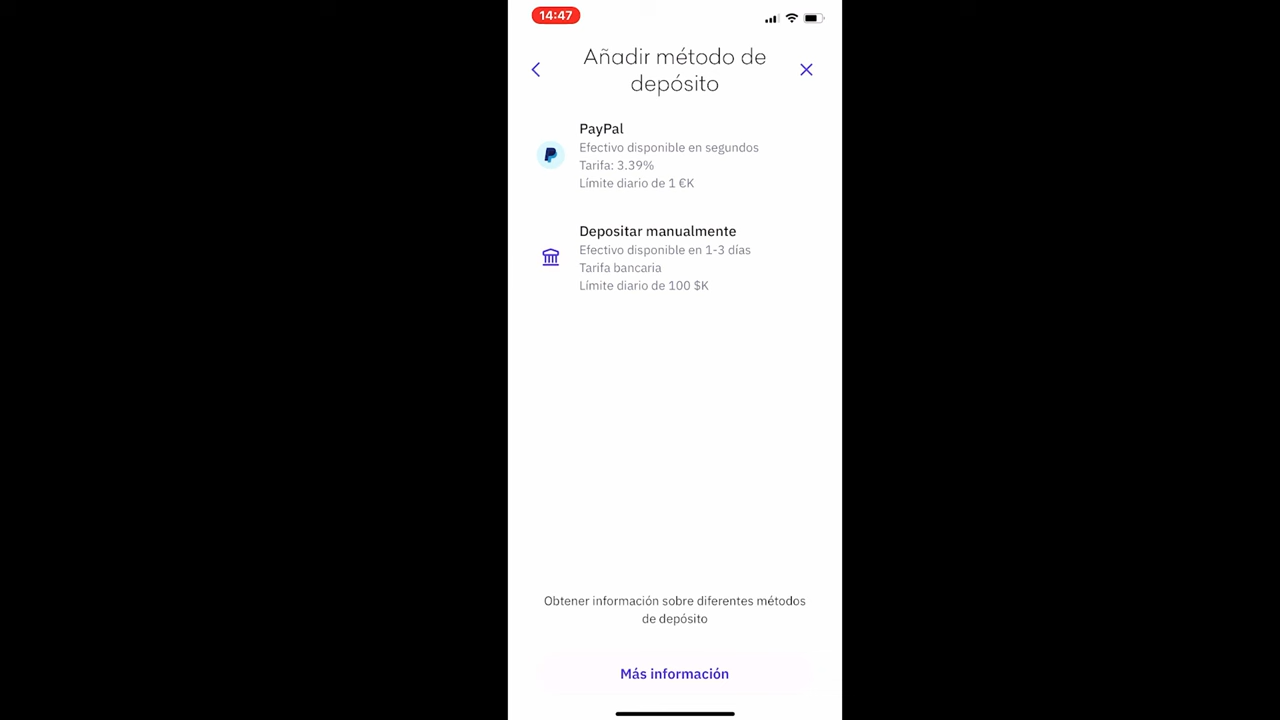 14:47
Añadir método de
depósito
PayPal
Efectivo disponible en segundos
Tarifa: 3.39%
Límite diario de 1 €K
Depositar manualmente
Efectivo disponible en 1-3 días
Tarifa bancaria
Límite diario de 100 $K
Obtener información sobre diferentes métodos
de depósito
Más información